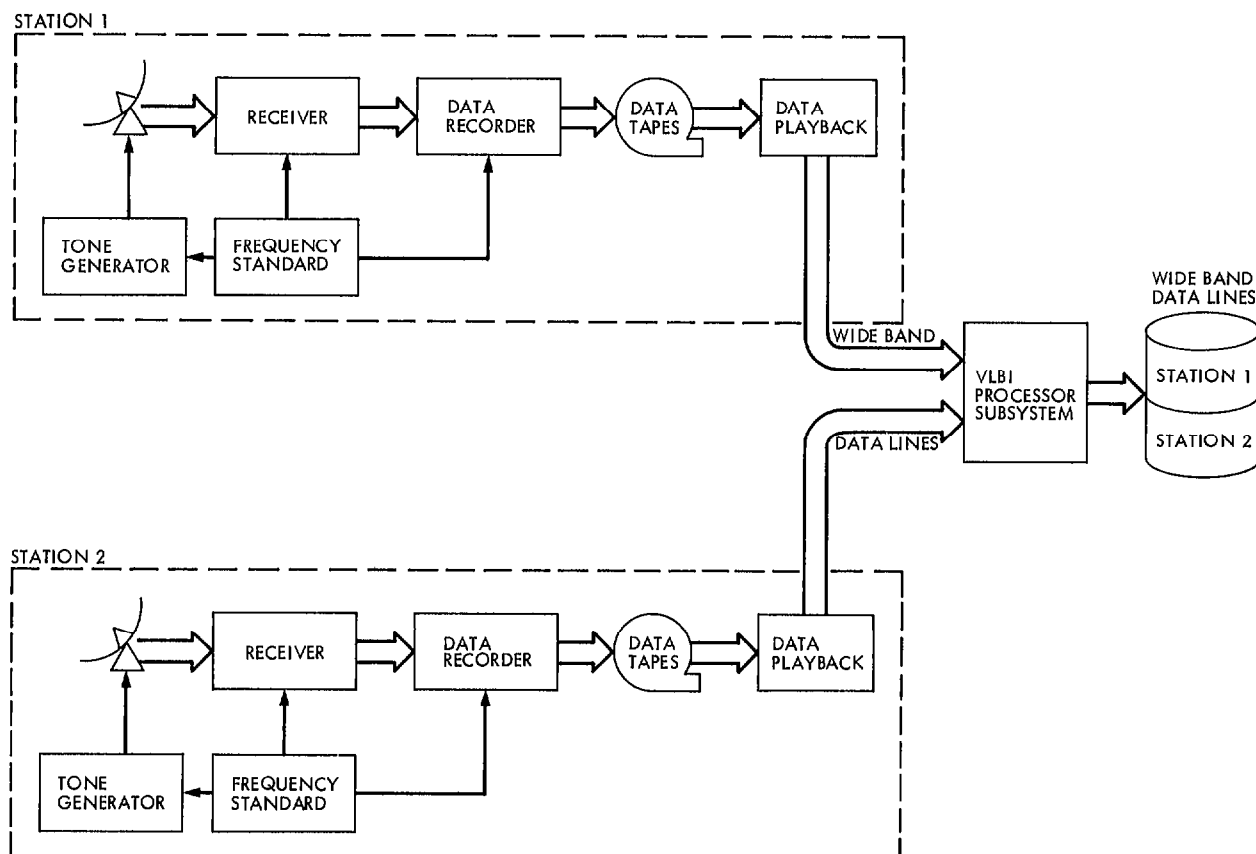 STATION 1
RECEIVER
DATA
RECORDER
DATA
TAPES
DATA
PLAYBACK
TONE
GENERATOR
FREQUENCY
STANDARD
WIDE BAND
DATA LINES
WIDE BAND
VLBI
PROCESSOR
SUBSYSTEM
STATION 1
STATION 2
DATA LINES
STATION 2
RECEIVER
DATA
RECORDER
DATA
TAPES
DATA
PLAYBACK
TONE
GENERATOR
FREQUENCY
STANDARD